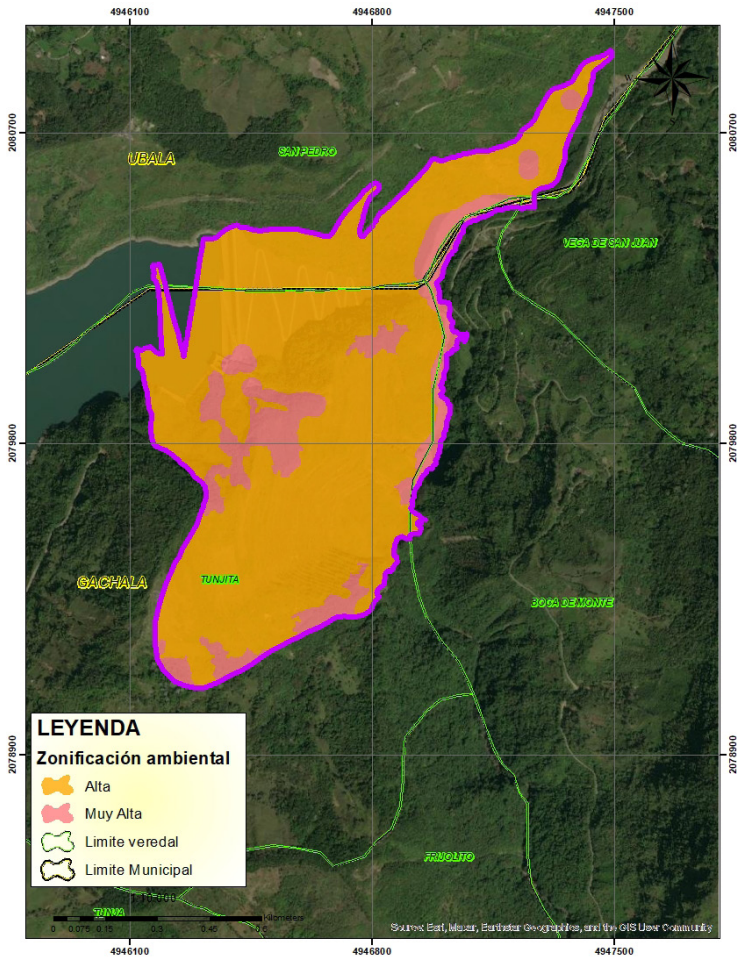 4946100 4946800 4947500
2080700 2080700
UBALA
SAN PEDRO
VEGA DE SAN JUAN
GACHALA
TUNJITA
BOCA DE MONTE
LEYENDA
Zonificación ambiental
Alta
Muy Alta
Limite veredal
Limite Municipal
2078900 2078900
FRIJOLITO
TUNJA
Kilometers
0 0.075 0.15 0.3 0.45 0.6
Source: Esri, Maxar, Earthstar Geographics, and the GIS User Community
4946100 4946800 4947500